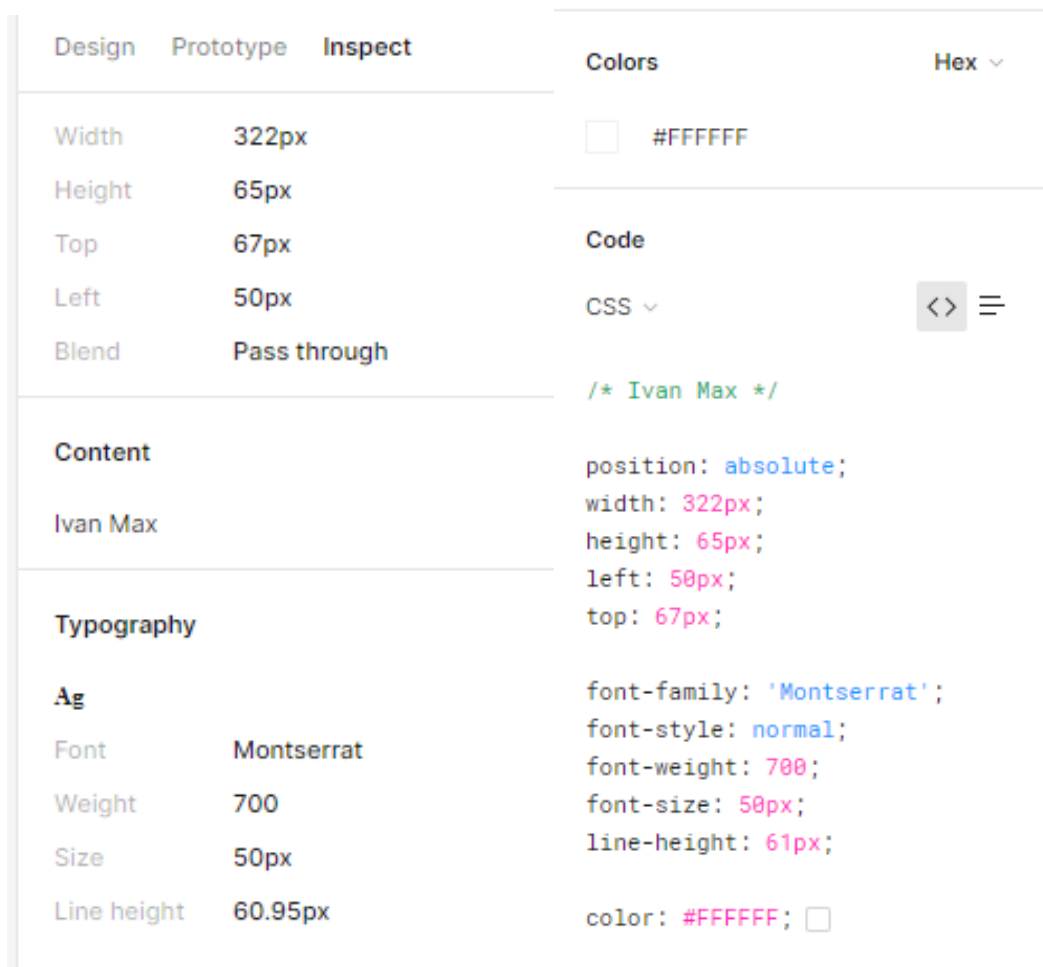 Design Prototype Inspect
Width 322px
Height 65px
Top 67px
Left 50px
Blend Pass through
Content
Ivan Max
Typography
Ag
Font Montserrat
Weight 700
Size 50px
Line height 60.95px
Colors Hex
#FFFFFF
Code
CSS <>
/* Ivan Max */
position: absolute;
width: 322px;
height: 65px;
left: 50px;
top: 67px;
font-family: 'Montserrat';
font-style: normal;
font-weight: 700;
font-size: 50px;
line-height: 61px;
color: #FFFFFF;